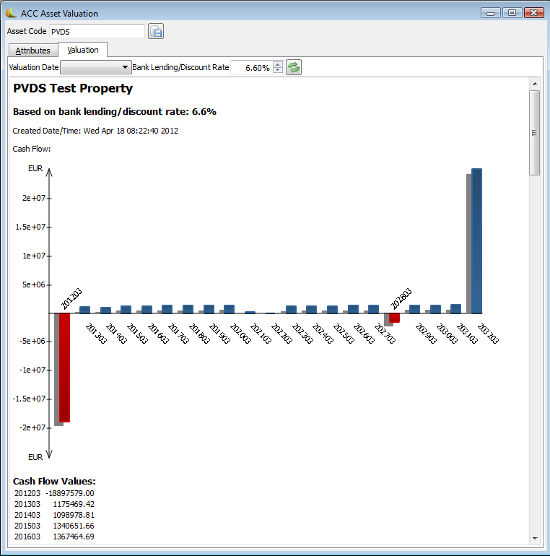 ACC Asset Valuation
Asset Code PVDS
Attributes Valuation
Valuation Date Bank Lending/Discount Rate 6.60%
PVDS Test Property
Based on bank lending/discount rate: 6.6%
Created Date/Time: Wed Apr 18 08:22:40 2012
Cash Flow:
EUR
2e+07
1.5e+07
1e+07
5e+06
-5e+06
-1e+07
-1.5e+07
-2e+07
EUR
201203
201303
201403
201503
201603
201703
201803
201903
202003
202103
202203
202303
202403
202503
202603
202703
202803
202903
203003
203103
203203
Cash Flow Values:
201203 -18897579.00
201303 1175469.42
201403 1098978.81
201503 1340651.66
201603 1367464.69